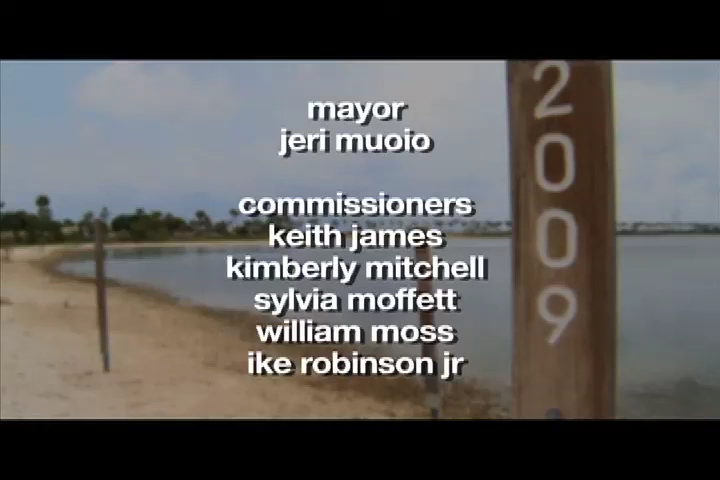 mayor
jeri muoio
commissioners
keith james
kimberly mitchell
sylvia moffett
william moss
ike robinson jr
2009